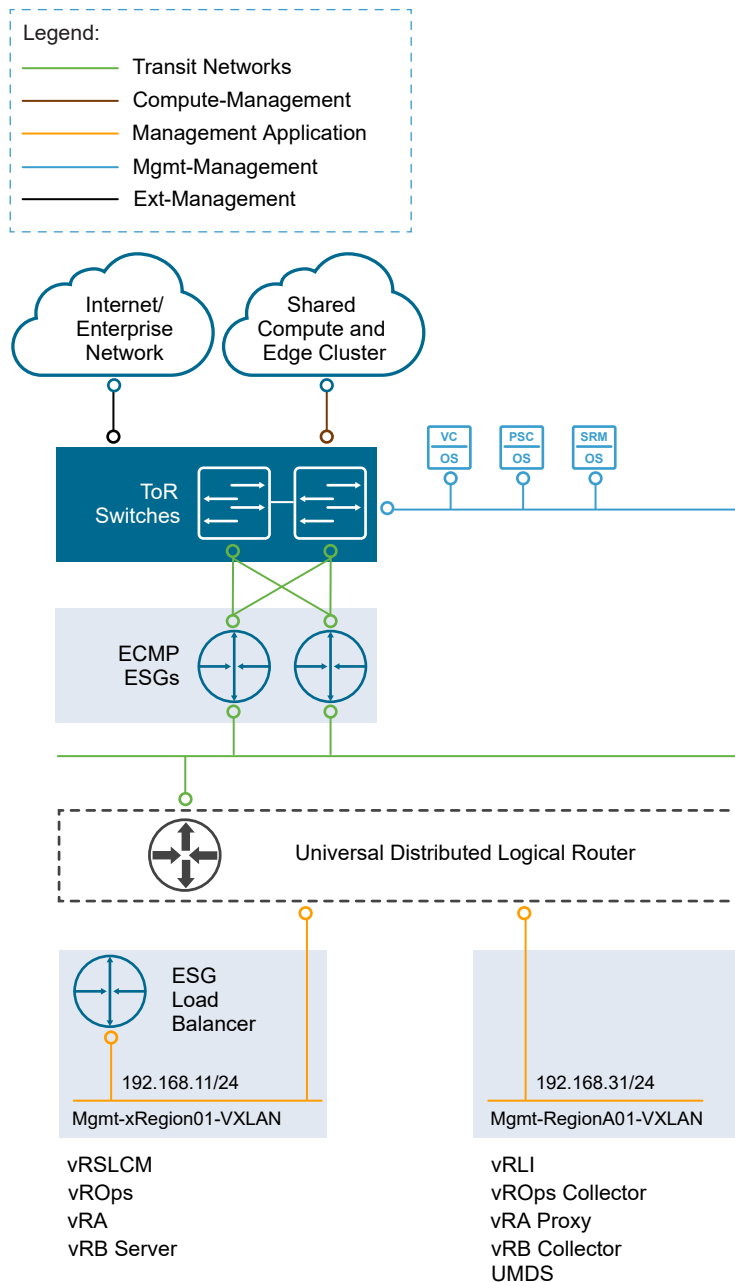 Legend:
Transit Networks
Compute-Management
Management Application
Mgmt-Management
Ext-Management
Internet/
Enterprise
Network
Shared
Compute and
Edge Cluster
VC
OS
PSC
OS
SRM
OS
ToR
Switches
ECMP
ESGs
Universal Distributed Logical Router
ESG
Load
Balancer
192.168.11/24
Mgmt-xRegion01-VXLAN
192.168.31/24
Mgmt-RegionA01-VXLAN
vRSLCM
vROps
vRA
vRB Server
vRLI
vROps Collector
vRA Proxy
vRB Collector
UMDS